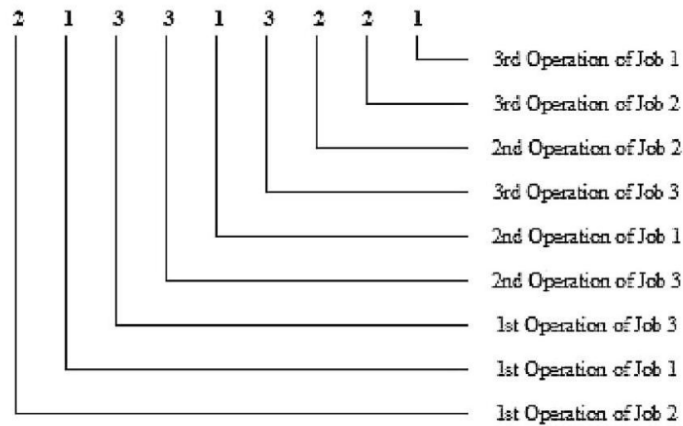 2 1 3 3 1 3 2 2 1
3rd Operation of Job 1
3rd Operation of Job 2
2nd Operation of Job 2
3rd Operation of Job 3
2nd Operation of Job 1
2nd Operation of Job 3
1st Operation of Job 3
1st Operation of Job 1
1st Operation of Job 2